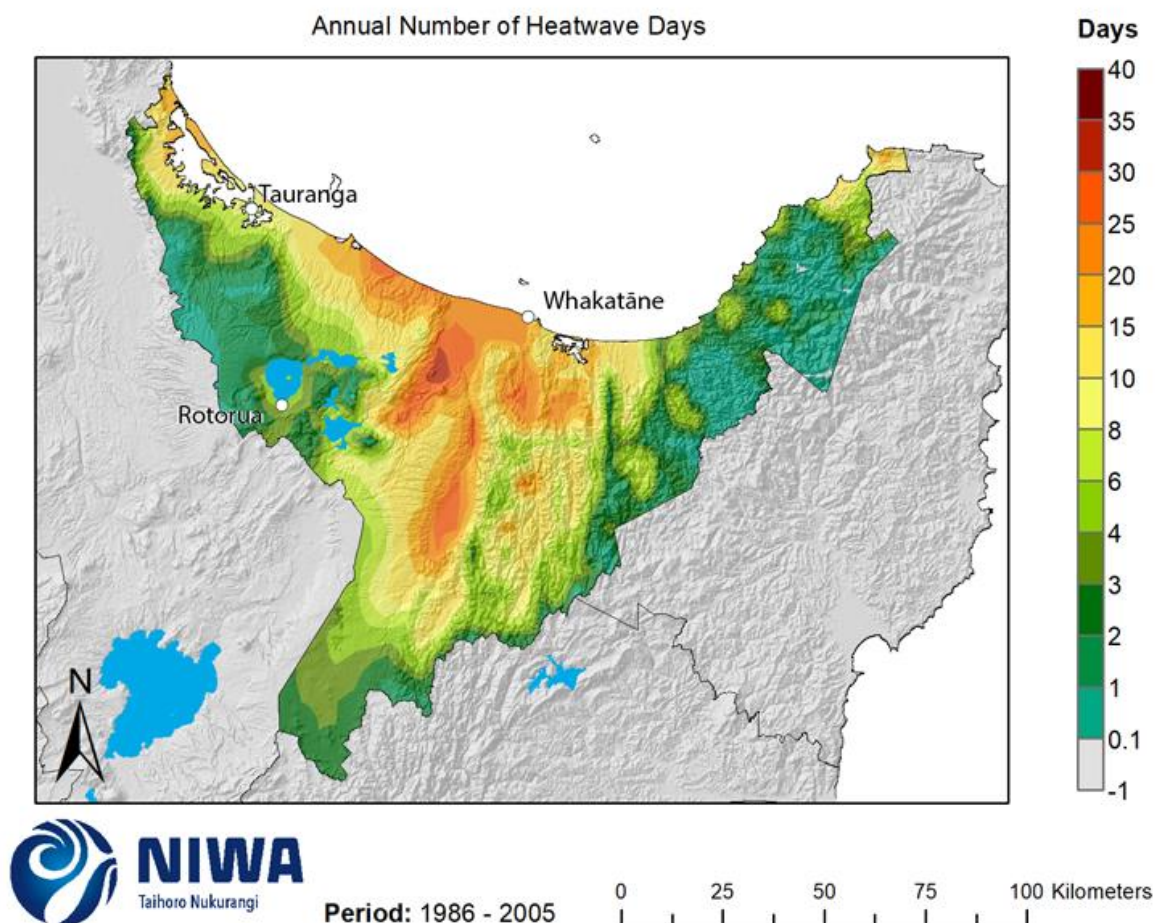 Annual Number of Heatwave Days
Days
40
35
30
25
20
15
10
8
6
4
3
2
1
0.1
-1
Tauranga
Whakatāne
Rotorua
N
NIWA
Taihoro Nukurangi
Period: 1986 - 2005
0 25 50 75 100 Kilometers